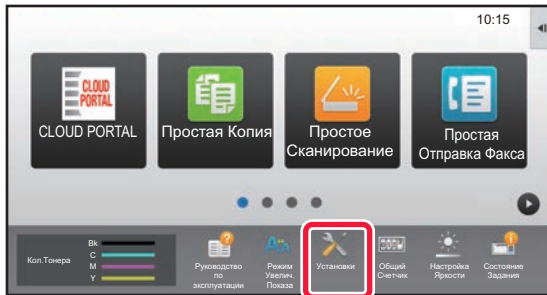 10:15
CLOUD
PORTAL
CLOUD PORTAL
Простая Копия
Простое
Сканирование
Простая
Отправка Факса
Кол.Тонера
Bk
C
M
Y
Руководство
по
эксплуатации
Режим
Увелич.
Показа
Установки
Общий
Счетчик
Настройка
Яркости
Состояние
Задания